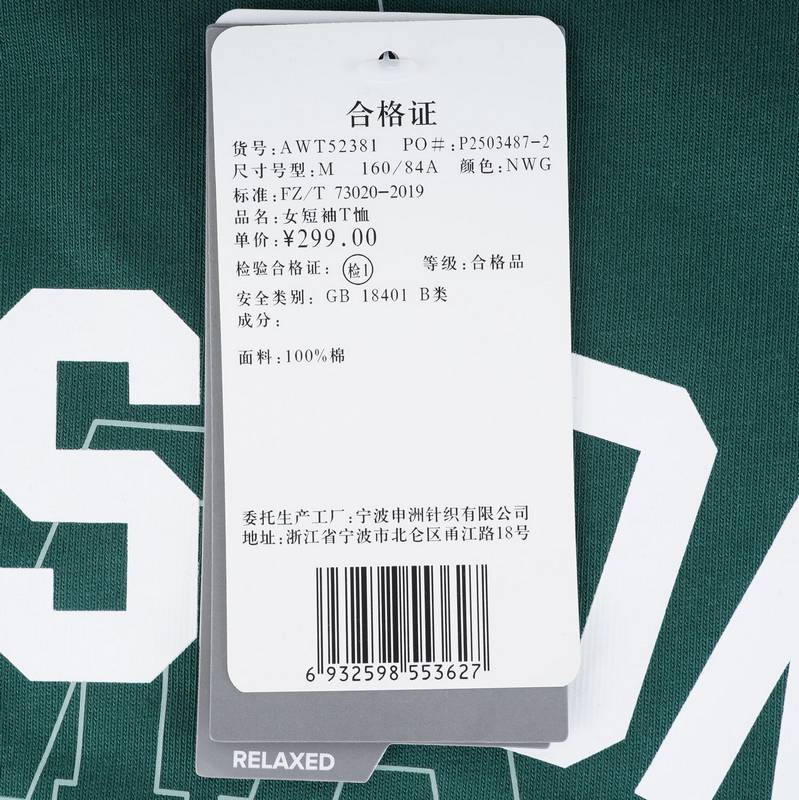 合格证
货号:AWT52381 PO#:P2503487-2
尺寸号型:M 160/84A 颜色:NWG
标准:FZ/T 73020-2019
品名:女短袖T恤
单价:¥299.00
检验合格证: 检1 等级:合格品
安全类别: GB 18401 B类
成分:
面料:100%棉
委托生产工厂:宁波申洲针织有限公司
地址:浙江省宁波市北仑区甬江路18号
6 932598 553627
RELAXED